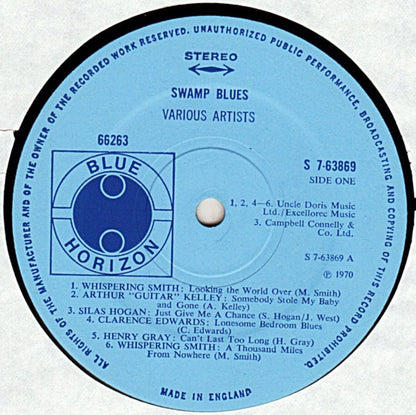 ALL RIGHTS OF THE MANUFACTURER AND OF THE OWNER OF THE RECORDED WORK RESERVED. UNAUTHORIZED PUBLIC PERFORMANCE, BROADCASTING AND COPYING OF THIS RECORD PROHIBITED.
STEREO
SWAMP BLUES
VARIOUS ARTISTS
66263
S 7-63869
SIDE ONE
BLUE
HORIZON
1, 2, 4—6. Uncle Doris Music
Ltd./Excellorec Music
3. Campbell Connelly &
Co. Ltd.
S 7-63869 A
℗ 1970
1. WHISPERING SMITH: Looking the World Over (M. Smith)
2. ARTHUR "GUITAR" KELLEY: Somebody Stole My Baby
and Gone (A. Kelley)
3. SILAS HOGAN: Just Give Me A Chance (S. Hogan/J. West)
4. CLARENCE EDWARDS: Lonesome Bedroom Blues
(C. Edwards)
5. HENRY GRAY: Can't Last Too Long (H. Gray)
6. WHISPERING SMITH: A Thousand Miles
From Nowhere (M. Smith)
MADE IN ENGLAND